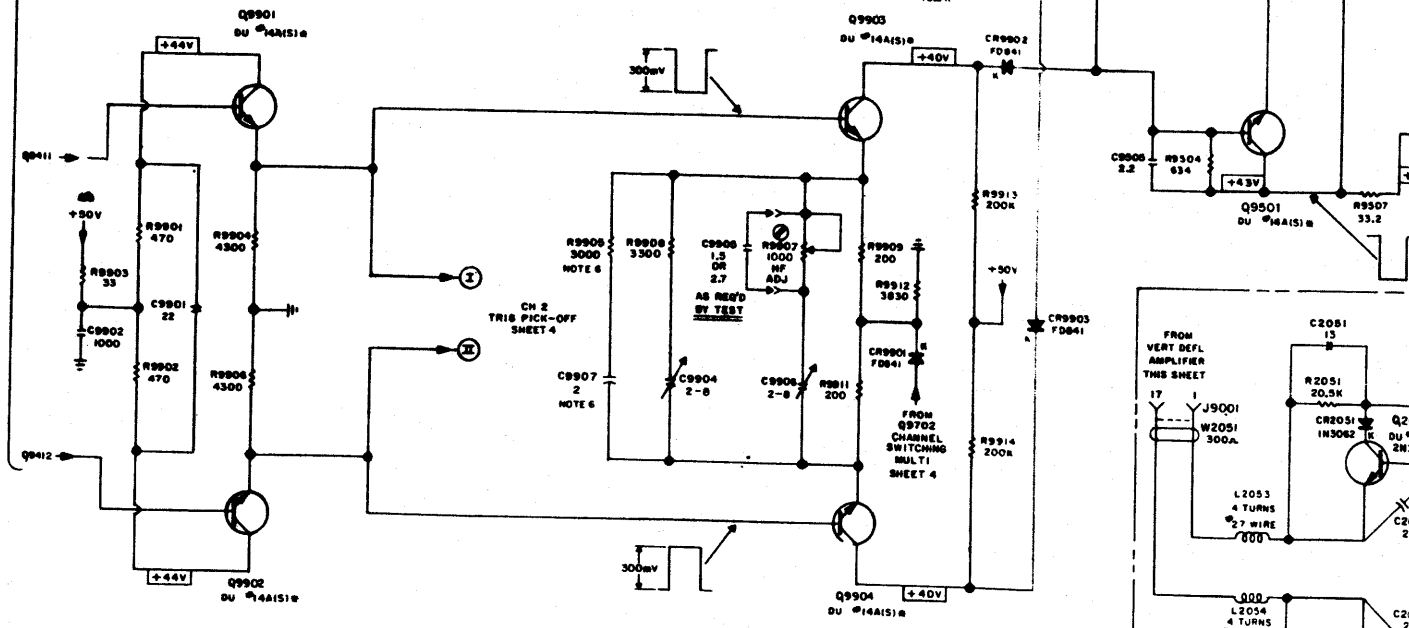 Q9901
DU #14A(S)*
+44V
Q9411
+50V
R9903
33
C9902
1000
R9901
470
R9904
4300
C9901
22
R9902
470
R9906
4300
Q9412
+44V
Q9902
DU #14A(S)*
I
II
CH 2
TRIG PICK-OFF
SHEET 4
300mV
300mV
Q9903
DU #14A(S)*
+40V
CR9902
FD841
K
R9905
3000
NOTE 6
R9908
3300
C9906
1.5
OR
2.7
AS REQ'D
BY TEST
R9907
1000
HF
ADJ
R9909
200
R9912
3830
R9913
200K
+50V
CR9903
FD841
C9907
2
NOTE 6
C9904
2-8
2-8
R9911
200
CR9901
FD841
K
FROM
Q9702
CHANNEL
SWITCHING
MULTI
SHEET 4
R9914
200K
+40V
Q9904
DU #14A(S)*
C9505
2.2
R9504
634
+43V
Q9501
DU #14A(S)*
R9507
33.2
FROM
VERT DEFL
AMPLIFIER
THIS SHEET
17
1
J9001
W2051
300Ω
C2051
13
R2051
20.5K
CR2051
1N3062
K
L2053
4 TURNS
#27 WIRE
L2054
4 TURNS